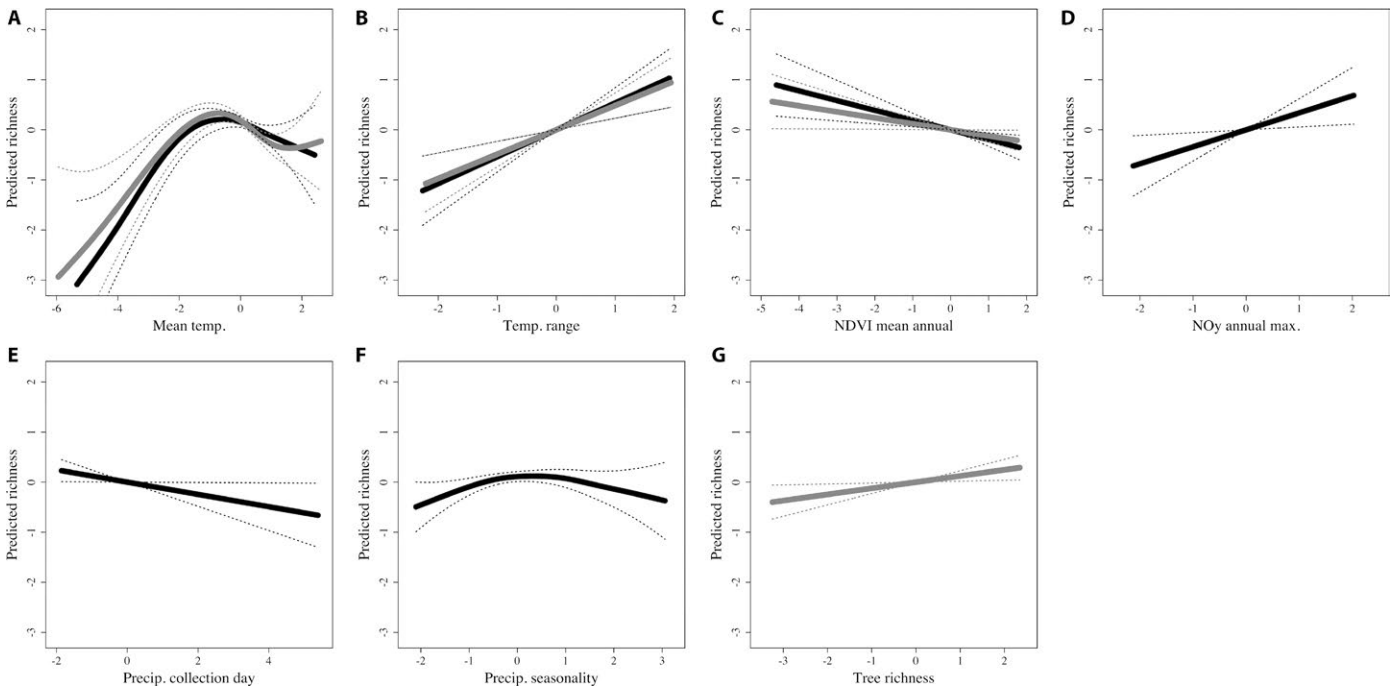 A
2
1
0
-1
-2
-3
Predicted richness
-6 -4 -2 0 2
Mean temp.
B
2
1
0
-1
-2
-3
Predicted richness
-2 -1 0 1 2
Temp. range
C
2
1
0
-1
-2
-3
Predicted richness
-5 -4 -3 -2 -1 0 1 2
NDVI mean annual
D
2
1
0
-1
-2
-3
Predicted richness
-2 -1 0 1 2
NOy annual max.
E
2
1
0
-1
-2
-3
Predicted richness
-2 0 2 4
Precip. collection day
F
2
1
0
-1
-2
-3
Predicted richness
-2 -1 0 1 2 3
Precip. seasonality
G
2
1
0
-1
-2
-3
Predicted richness
-3 -2 -1 0 1 2
Tree richness